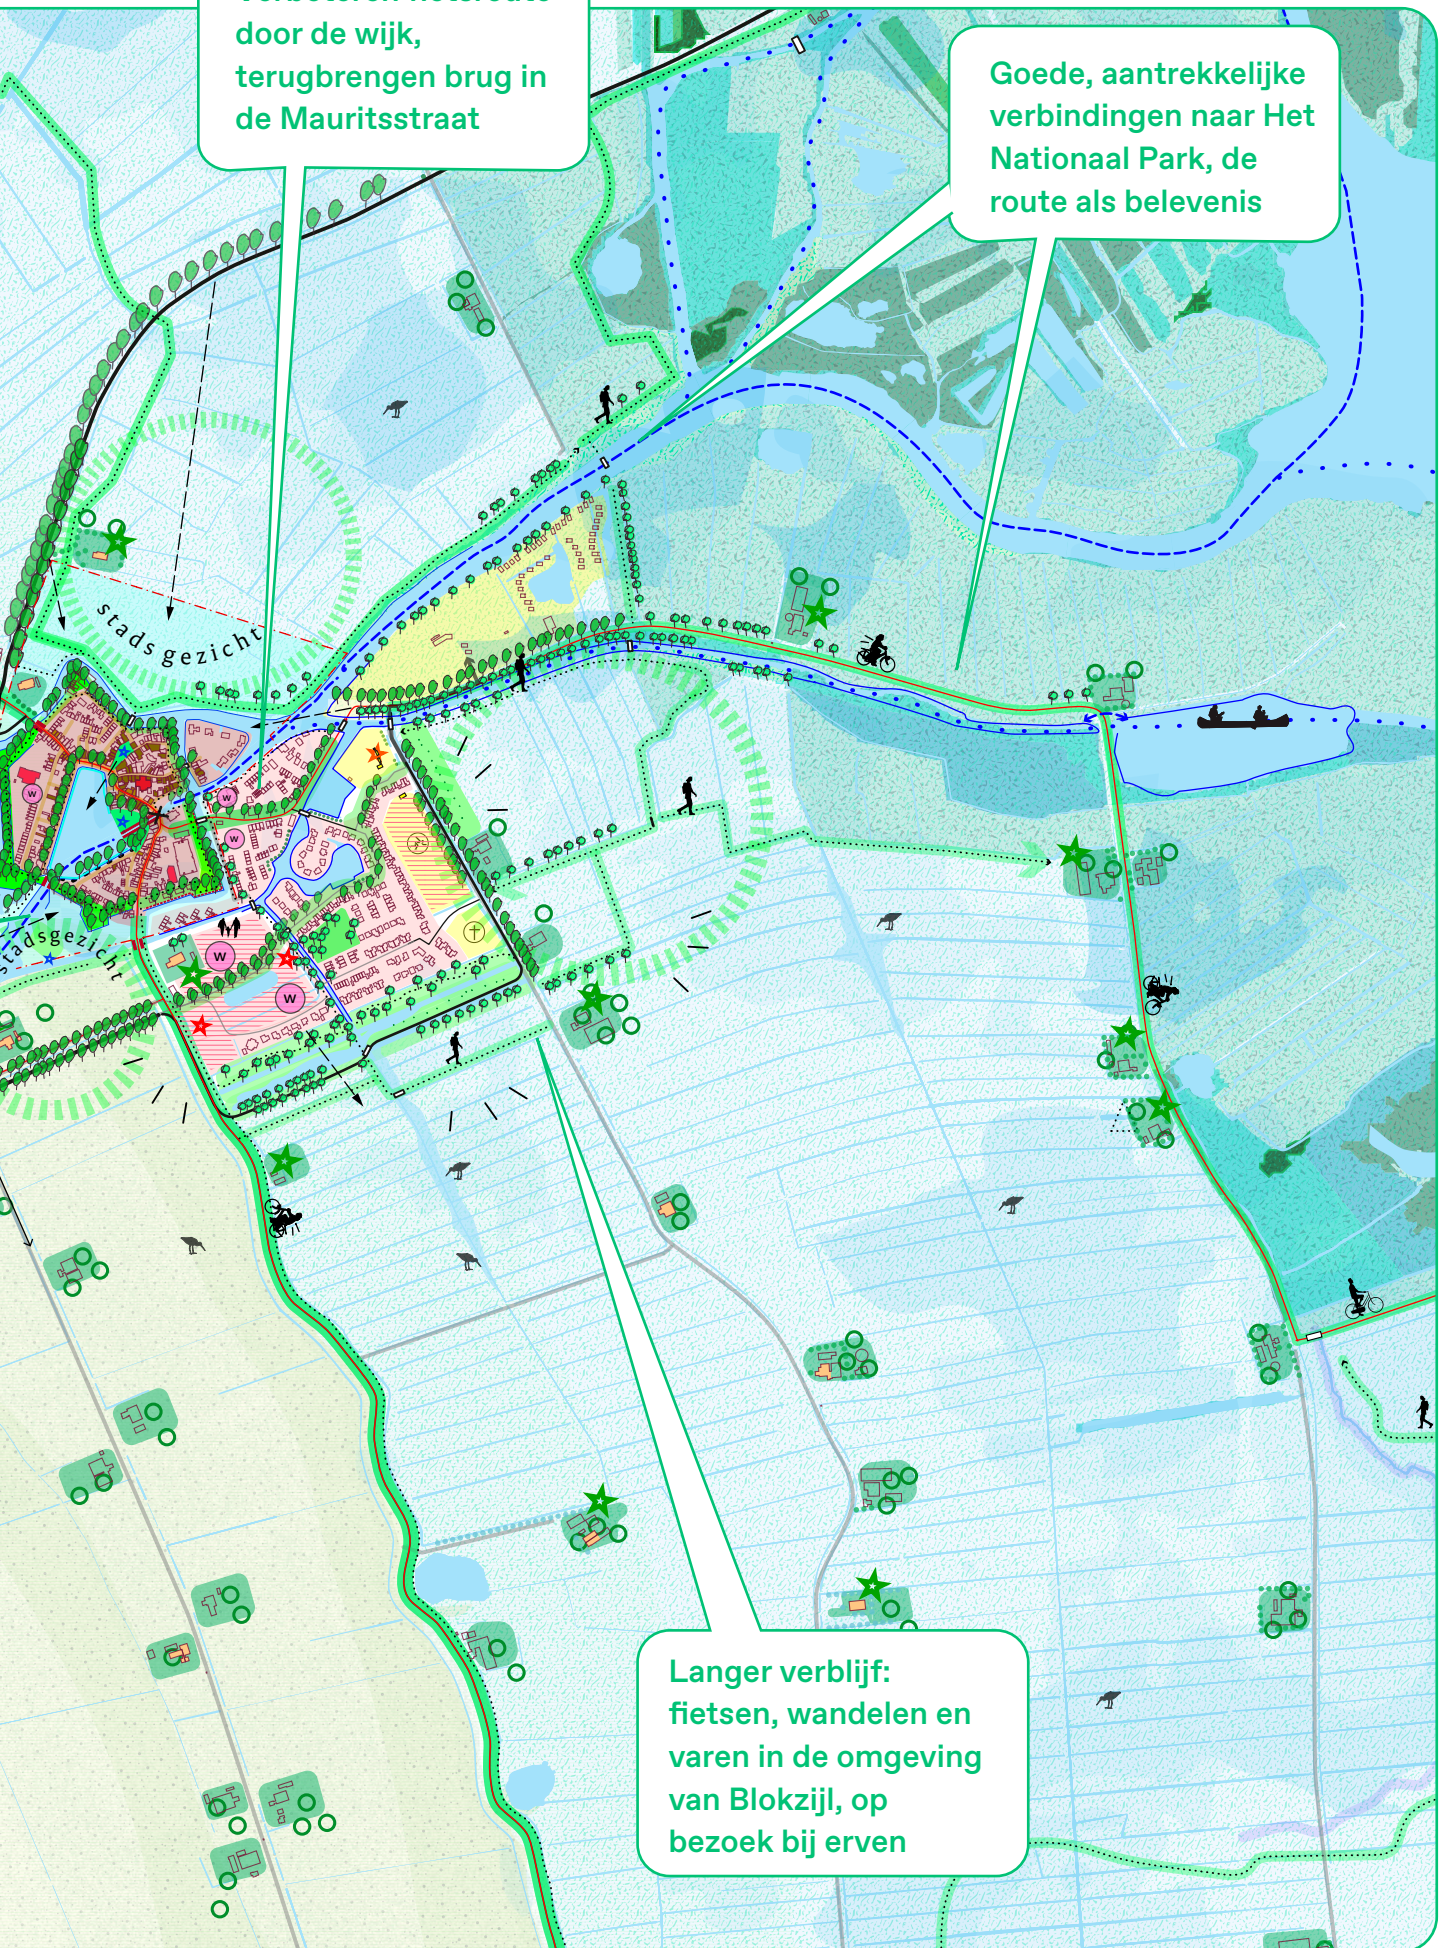 door de wijk,
terugbrengen brug in
de Mauritsstraat
Goede, aantrekkelijke
verbindingen naar Het
Nationaal Park, de
route als belevenis
stads gezicht
w
w
w
stadsgezicht
w
w
Langer verblijf:
fietsen, wandelen en
varen in de omgeving
van Blokzijl, op
bezoek bij erven